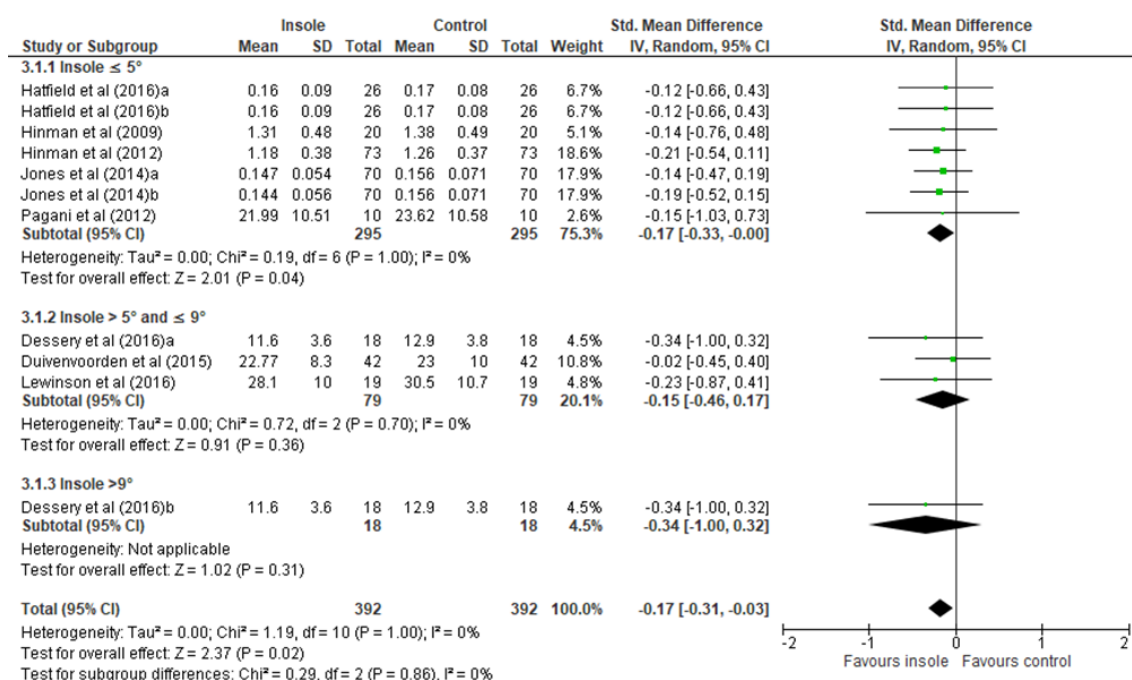 Insole Control Std. Mean Difference Std. Mean Difference
Study or Subgroup Mean SD Total Mean SD Total Weight IV, Random, 95% CI IV, Random, 95% CI
3.1.1 Insole ≤ 5°
Hatfield et al (2016)a 0.16 0.09 26 0.17 0.08 26 6.7% -0.12 [-0.66, 0.43]
Hatfield et al (2016)b 0.16 0.09 26 0.17 0.08 26 6.7% -0.12 [-0.66, 0.43]
Hinman et al (2009) 1.31 0.48 20 1.38 0.49 20 5.1% -0.14 [-0.76, 0.48]
Hinman et al (2012) 1.18 0.38 73 1.26 0.37 73 18.6% -0.21 [-0.54, 0.11]
Jones et al (2014)a 0.147 0.054 70 0.156 0.071 70 17.9% -0.14 [-0.47, 0.19]
Jones et al (2014)b 0.144 0.056 70 0.156 0.071 70 17.9% -0.19 [-0.52, 0.15]
Pagani et al (2012) 21.99 10.51 10 23.62 10.58 10 2.6% -0.15 [-1.03, 0.73]
Subtotal (95% CI) 295 295 75.3% -0.17 [-0.33, -0.00]
Heterogeneity: Tau² = 0.00; Chi² = 0.19, df = 6 (P = 1.00); I² = 0%
Test for overall effect: Z = 2.01 (P = 0.04)
3.1.2 Insole > 5° and ≤ 9°
Dessery et al (2016)a 11.6 3.6 18 12.9 3.8 18 4.5% -0.34 [-1.00, 0.32]
Duivenvoorden et al (2015) 22.77 8.3 42 23 10 42 10.8% -0.02 [-0.45, 0.40]
Lewinson et al (2016) 28.1 10 19 30.5 10.7 19 4.8% -0.23 [-0.87, 0.41]
Subtotal (95% CI) 79 79 20.1% -0.15 [-0.46, 0.17]
Heterogeneity: Tau² = 0.00; Chi² = 0.72, df = 2 (P = 0.70); I² = 0%
Test for overall effect: Z = 0.91 (P = 0.36)
3.1.3 Insole >9°
Dessery et al (2016)b 11.6 3.6 18 12.9 3.8 18 4.5% -0.34 [-1.00, 0.32]
Subtotal (95% CI) 18 18 4.5% -0.34 [-1.00, 0.32]
Heterogeneity: Not applicable
Test for overall effect: Z = 1.02 (P = 0.31)
Total (95% CI) 392 392 100.0% -0.17 [-0.31, -0.03]
Heterogeneity: Tau² = 0.00; Chi² = 1.19, df = 10 (P = 1.00); I² = 0%
Test for overall effect: Z = 2.37 (P = 0.02)
Test for subgroup differences: Chi² = 0.29, df = 2 (P = 0.86), I² = 0%
-2 -1 0 1 2
Favours insole Favours control